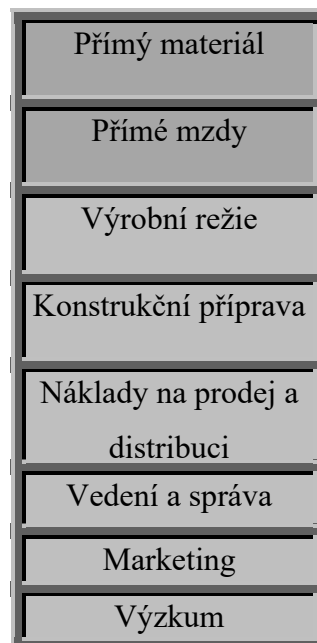 Přímý materiál
Přímé mzdy
Výrobní režie
Konstrukční příprava
Náklady na prodej a
distribuci
Vedení a správa
Marketing
Výzkum